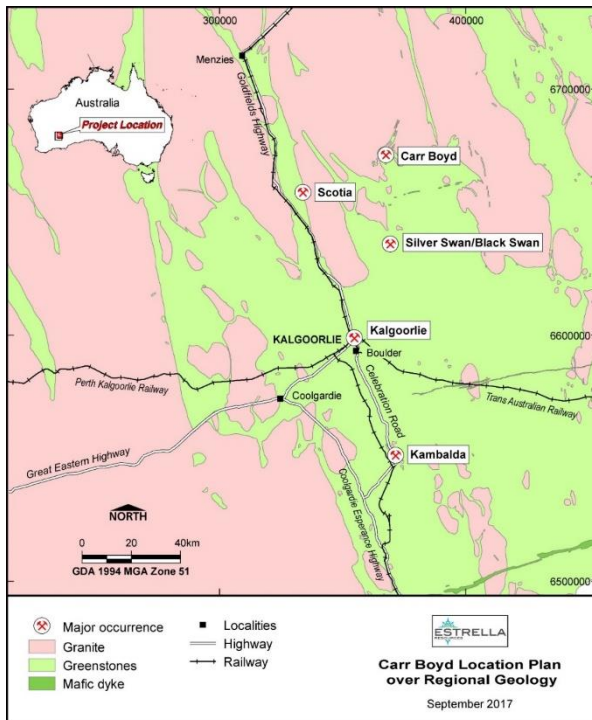 300000
400000
Menzies
6700000
Australia
Project Location
Goldfields Highway
Carr Boyd
Scotia
Silver Swan/Black Swan
Kalgoorlie
KALGOORLIE
6600000
Boulder
Perth Kalgoorlie Railway
Celebration Road
Trans Australian Railway
Coolgardie
Great Eastern Highway
Kambalda
Coolgardie Esperance Highway
NORTH
0 20 40km
GDA 1994 MGA Zone 51
6500000
Major occurrence
Granite
Greenstones
Mafic dyke
Localities
Highway
Railway
ESTRELLA
RESOURCES
Carr Boyd Location Plan
over Regional Geology
September 2017